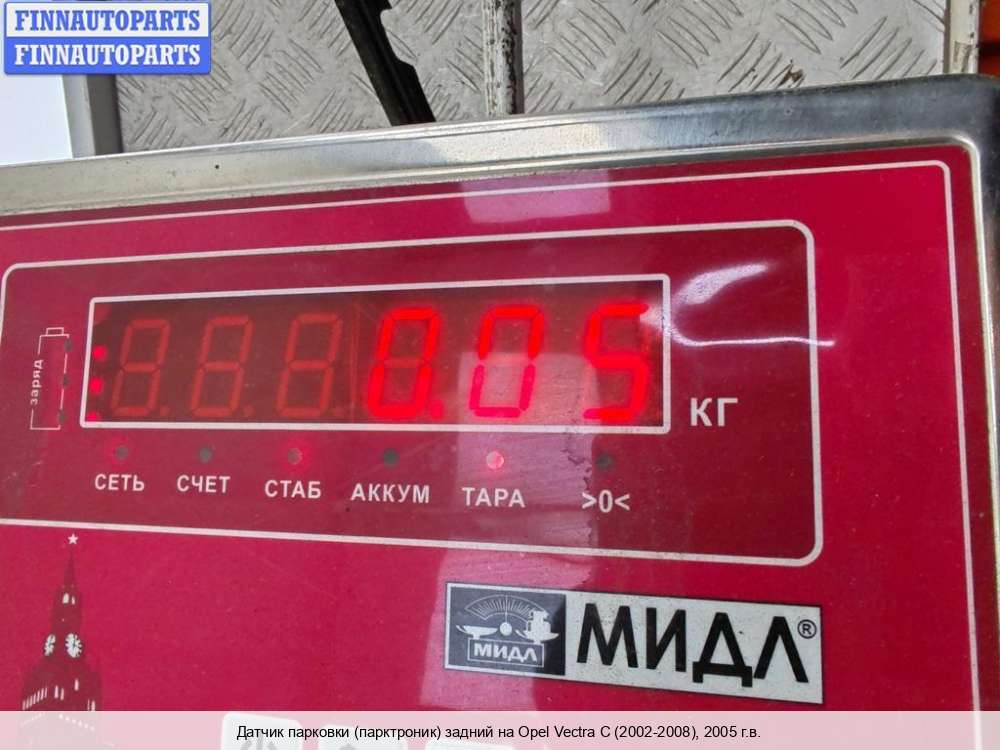 FINNAUTOPARTS
FINNAUTOPARTS
заряд
0.05
КГ
СЕТЬ СЧЕТ СТАБ АККУМ ТАРА >0<
МИДЛ
МИДЛ®
Датчик парковки (парктроник) задний на Opel Vectra C (2002-2008), 2005 г.в.